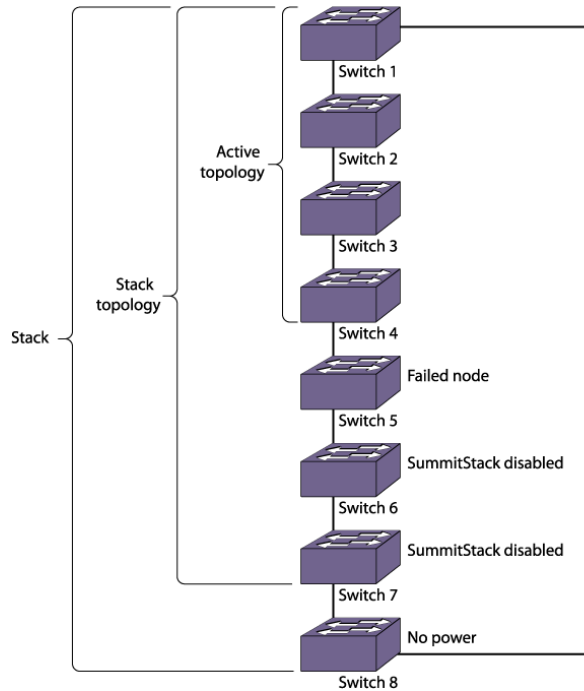 Switch 1
Switch 2
Active
topology
Switch 3
Stack
topology
Switch 4
Stack
Failed node
Switch 5
SummitStack disabled
Switch 6
SummitStack disabled
Switch 7
No power
Switch 8